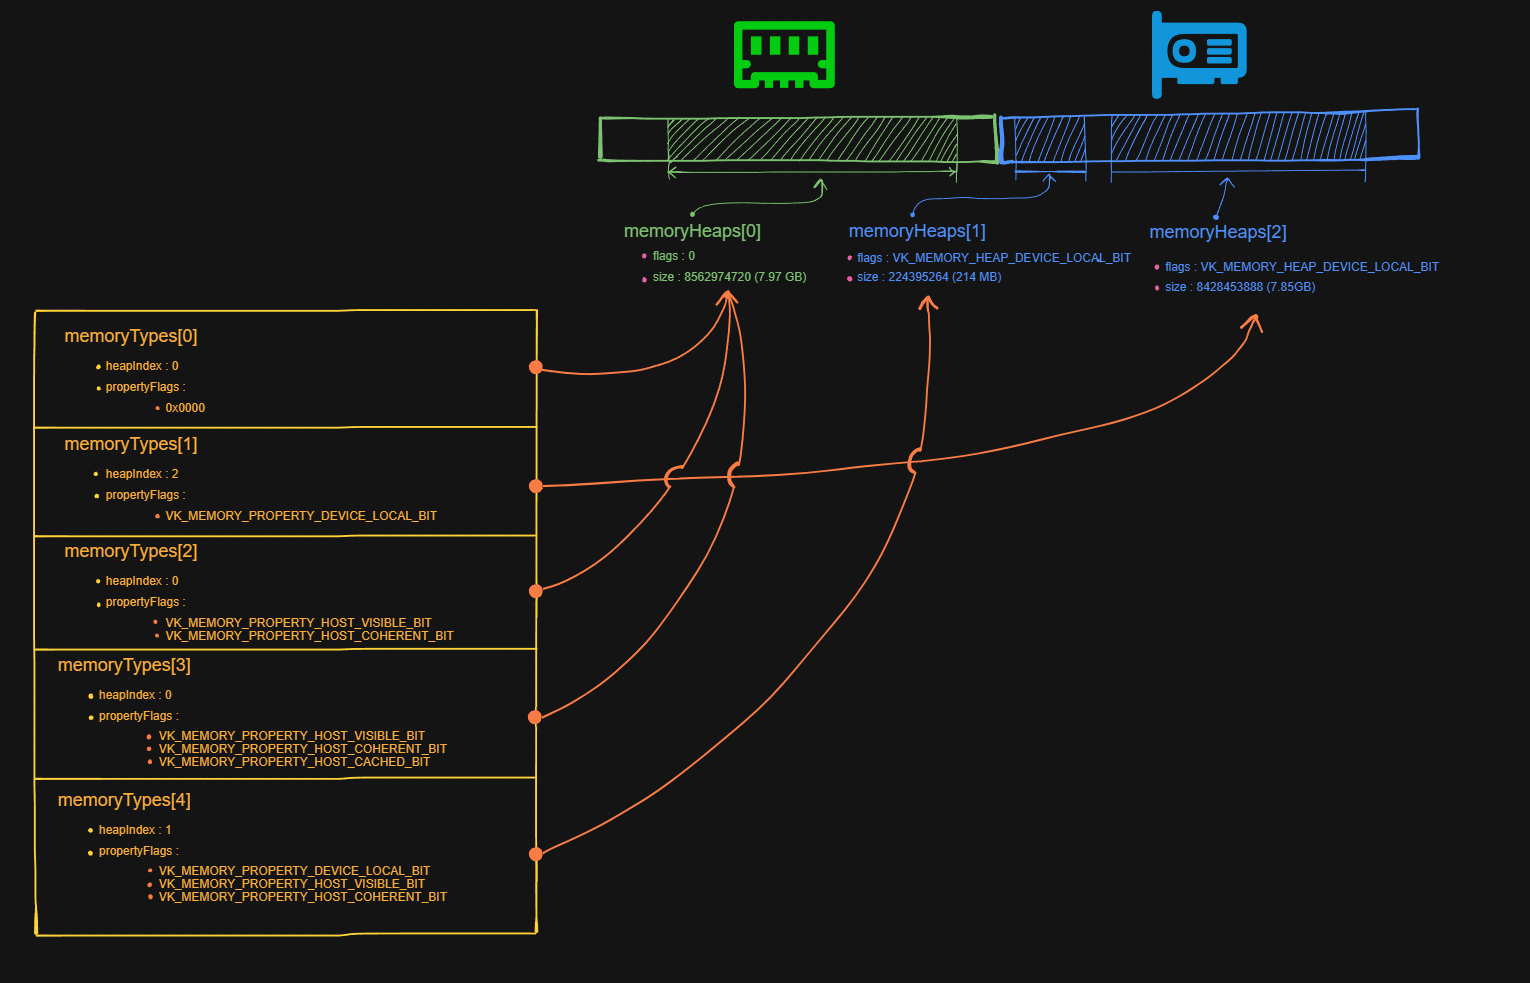 memoryHeaps[0]
flags : 0
size : 8562974720 (7.97 GB)
memoryHeaps[1]
flags : VK_MEMORY_HEAP_DEVICE_LOCAL_BIT
size : 224395264 (214 MB)
memoryHeaps[2]
flags : VK_MEMORY_HEAP_DEVICE_LOCAL_BIT
size : 8428453888 (7.85GB)
memoryTypes[0]
heapIndex : 0
propertyFlags :
0x0000
memoryTypes[1]
heapIndex : 2
propertyFlags :
VK_MEMORY_PROPERTY_DEVICE_LOCAL_BIT
memoryTypes[2]
heapIndex : 0
propertyFlags :
VK_MEMORY_PROPERTY_HOST_VISIBLE_BIT
VK_MEMORY_PROPERTY_HOST_COHERENT_BIT
memoryTypes[3]
heapIndex : 0
propertyFlags :
VK_MEMORY_PROPERTY_HOST_VISIBLE_BIT
VK_MEMORY_PROPERTY_HOST_COHERENT_BIT
VK_MEMORY_PROPERTY_HOST_CACHED_BIT
memoryTypes[4]
heapIndex : 1
propertyFlags :
VK_MEMORY_PROPERTY_DEVICE_LOCAL_BIT
VK_MEMORY_PROPERTY_HOST_VISIBLE_BIT
VK_MEMORY_PROPERTY_HOST_COHERENT_BIT